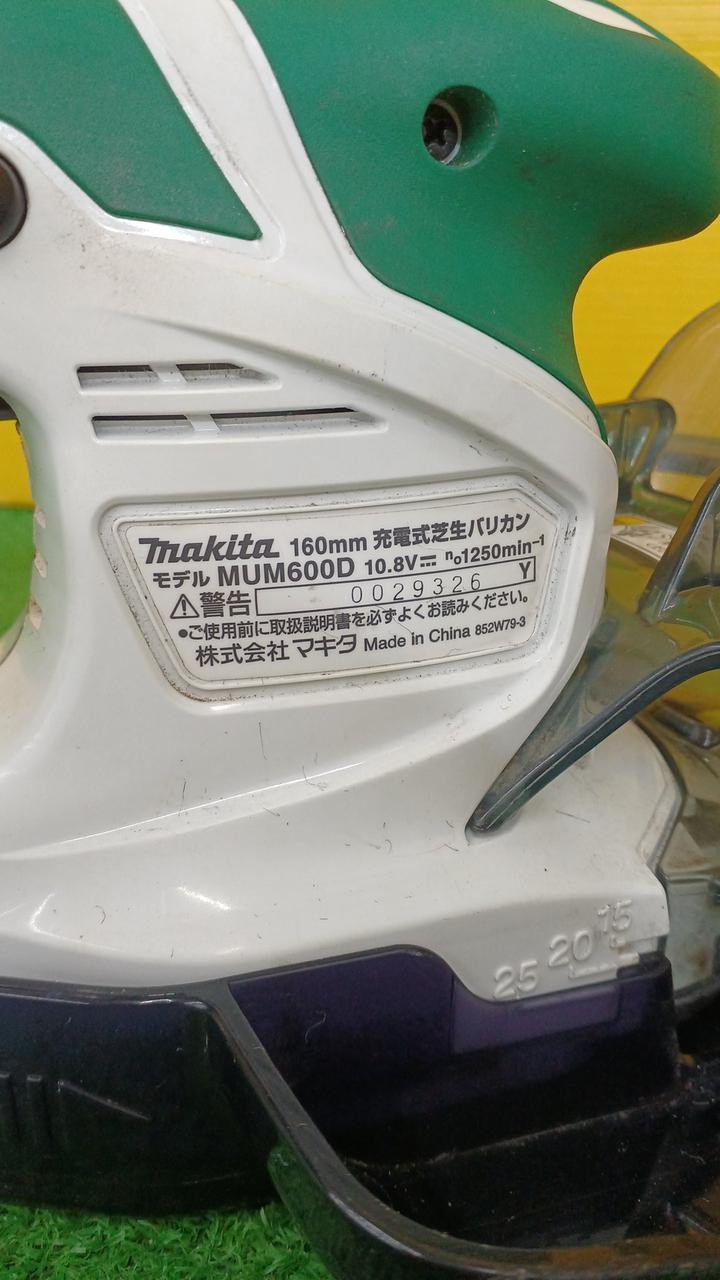 makita 160mm 充電式芝生バリカン
モデル MUM600D 10.8V⎓ n₀1250min⁻¹
⚠警告 0029326 Y
●ご使用前に取扱説明書を必ずよくお読みください。
株式会社 マキタ Made in China 852W79-3
25 20 15